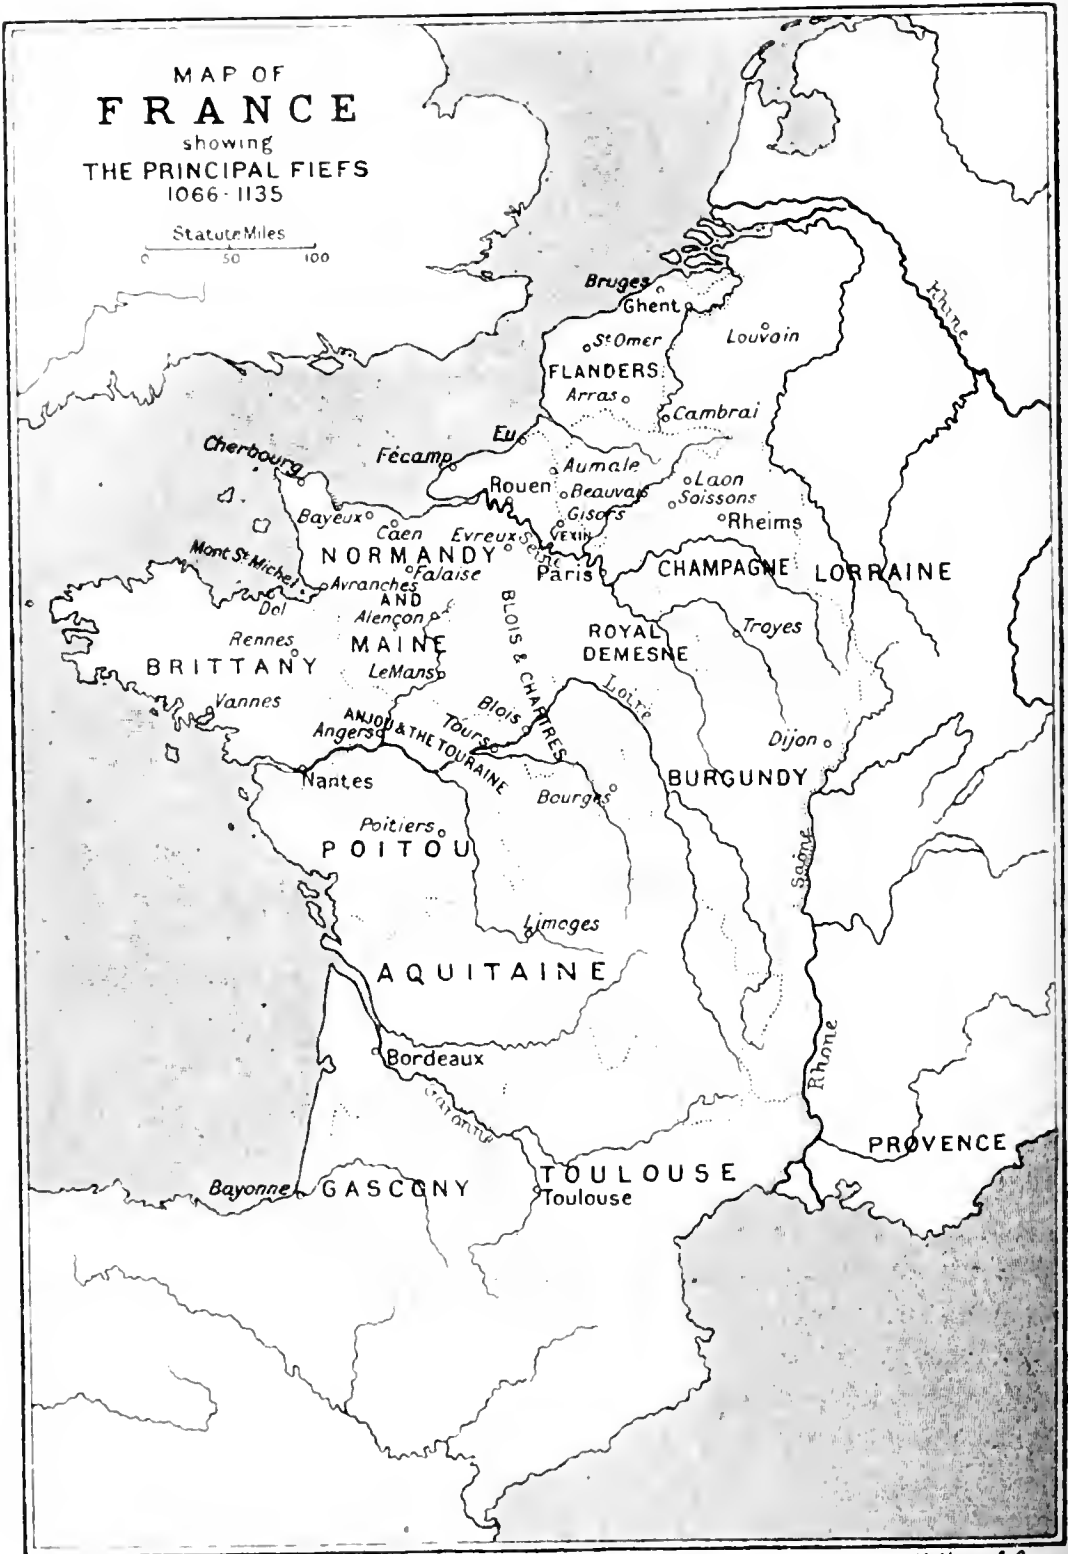 MAP OF
FRANCE
showing
THE PRINCIPAL FIEFS
1066-1135
Statute Miles
0 50 100
Rhine
Bruges
Ghent
Louvain
St Omer
FLANDERS
Arras
Cambrai
Eu
Cherbourg
Fécamp
Aumale
Laon
Rouen
Beauvais
Soissons
Bayeux
Gisors
Rheims
Caen
Evreux
Seine
VEXIN
NORMANDY
Mont St Michel
Falaise
Paris
CHAMPAGNE
LORRAINE
Avranches
AND
Dol
Alençon
BLOIS & CHARTRES
Troyes
Rennes
MAINE
ROYAL
DEMESNE
BRITTANY
Le Mans
Loire
Vannes
Blois
ANJOU & THE TOURAINE
Angers
Tours
Dijon
Nantes
BURGUNDY
Bourges
Poitiers
POITOU
Saône
Limoges
AQUITAINE
Bordeaux
Rhone
Garonne
PROVENCE
TOULOUSE
Bayonne
GASCONY
Toulouse